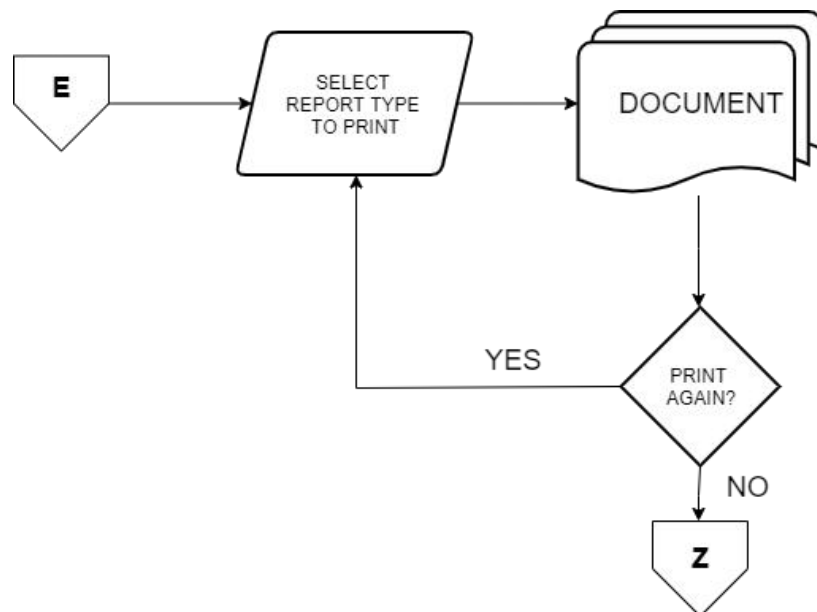 E
SELECT
REPORT TYPE
TO PRINT
DOCUMENT
YES
PRINT
AGAIN?
NO
Z